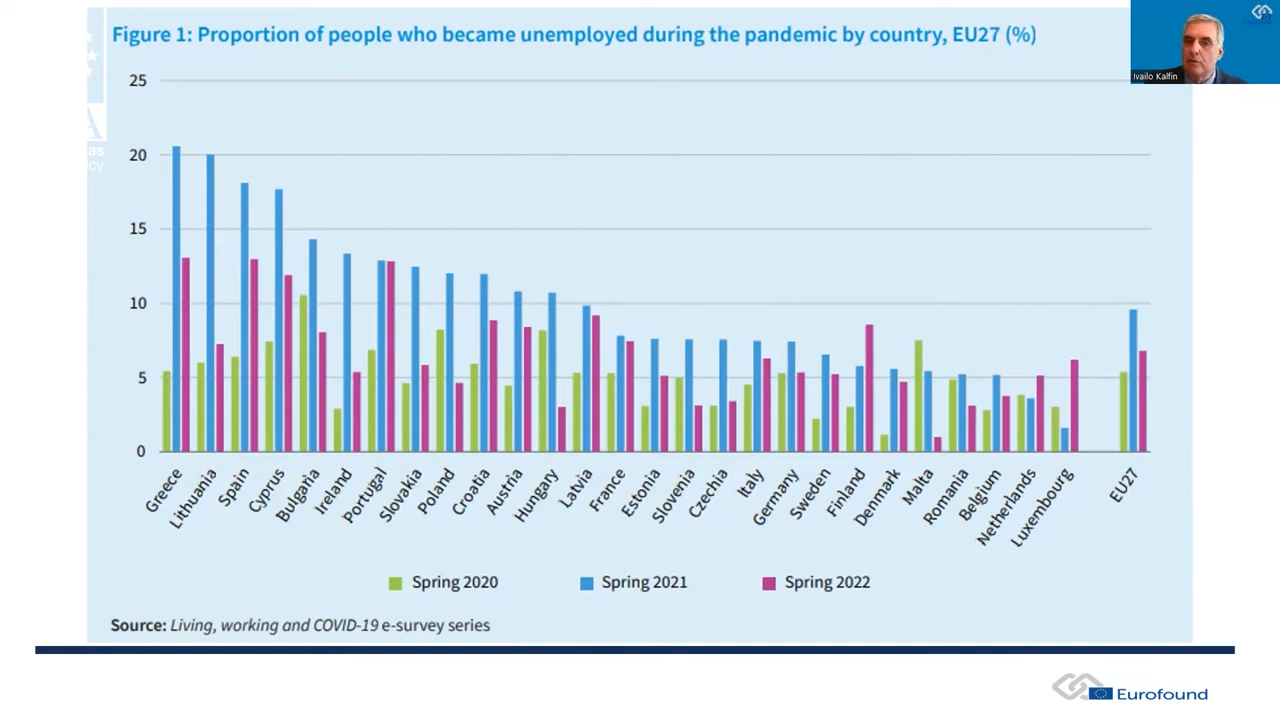 Figure 1: Proportion of people who became unemployed during the pandemic by country, EU27 (%)
Ivailo Kalfin
25
20
15
10
5
0
A
as
cy
Greece
Lithuania
Spain
Cyprus
Bulgaria
Ireland
Portugal
Slovakia
Poland
Croatia
Austria
Hungary
Latvia
France
Estonia
Slovenia
Czechia
Italy
Germany
Sweden
Finland
Denmark
Malta
Romania
Belgium
Netherlands
Luxembourg
EU27
Spring 2020
Spring 2021
Spring 2022
Source: Living, working and COVID-19 e-survey series
Eurofound